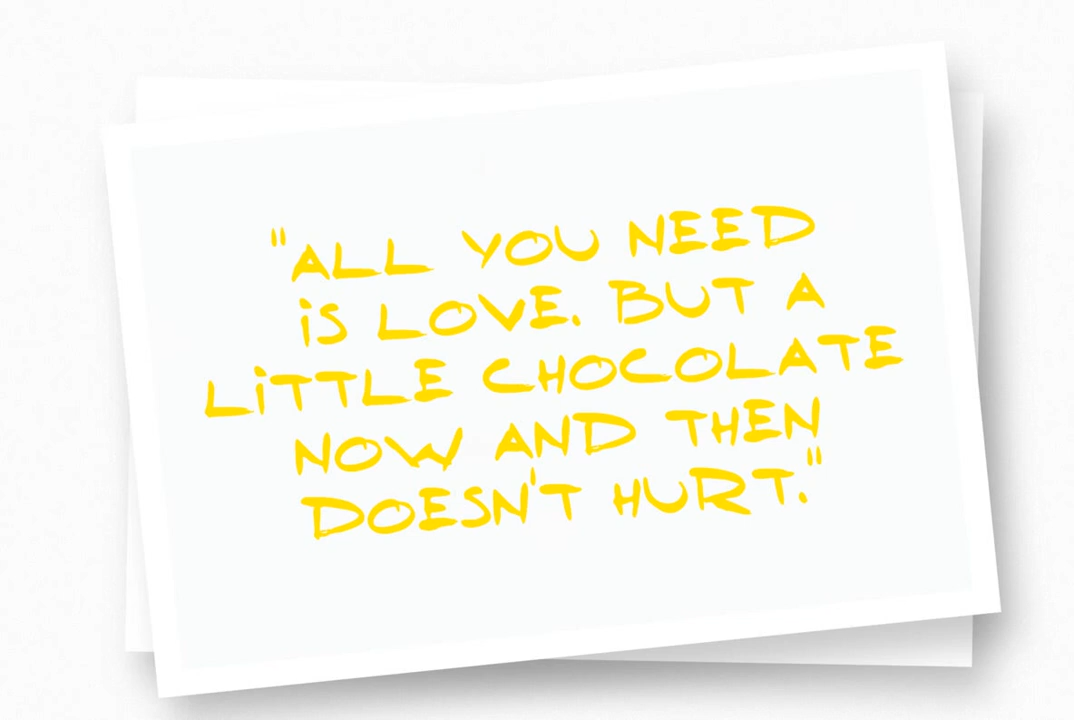 "ALL YOU NEED
iS LOVE. BUT A
LiTTLE CHOCOLATE
NOW AND THEN
DOESN'T HURT."